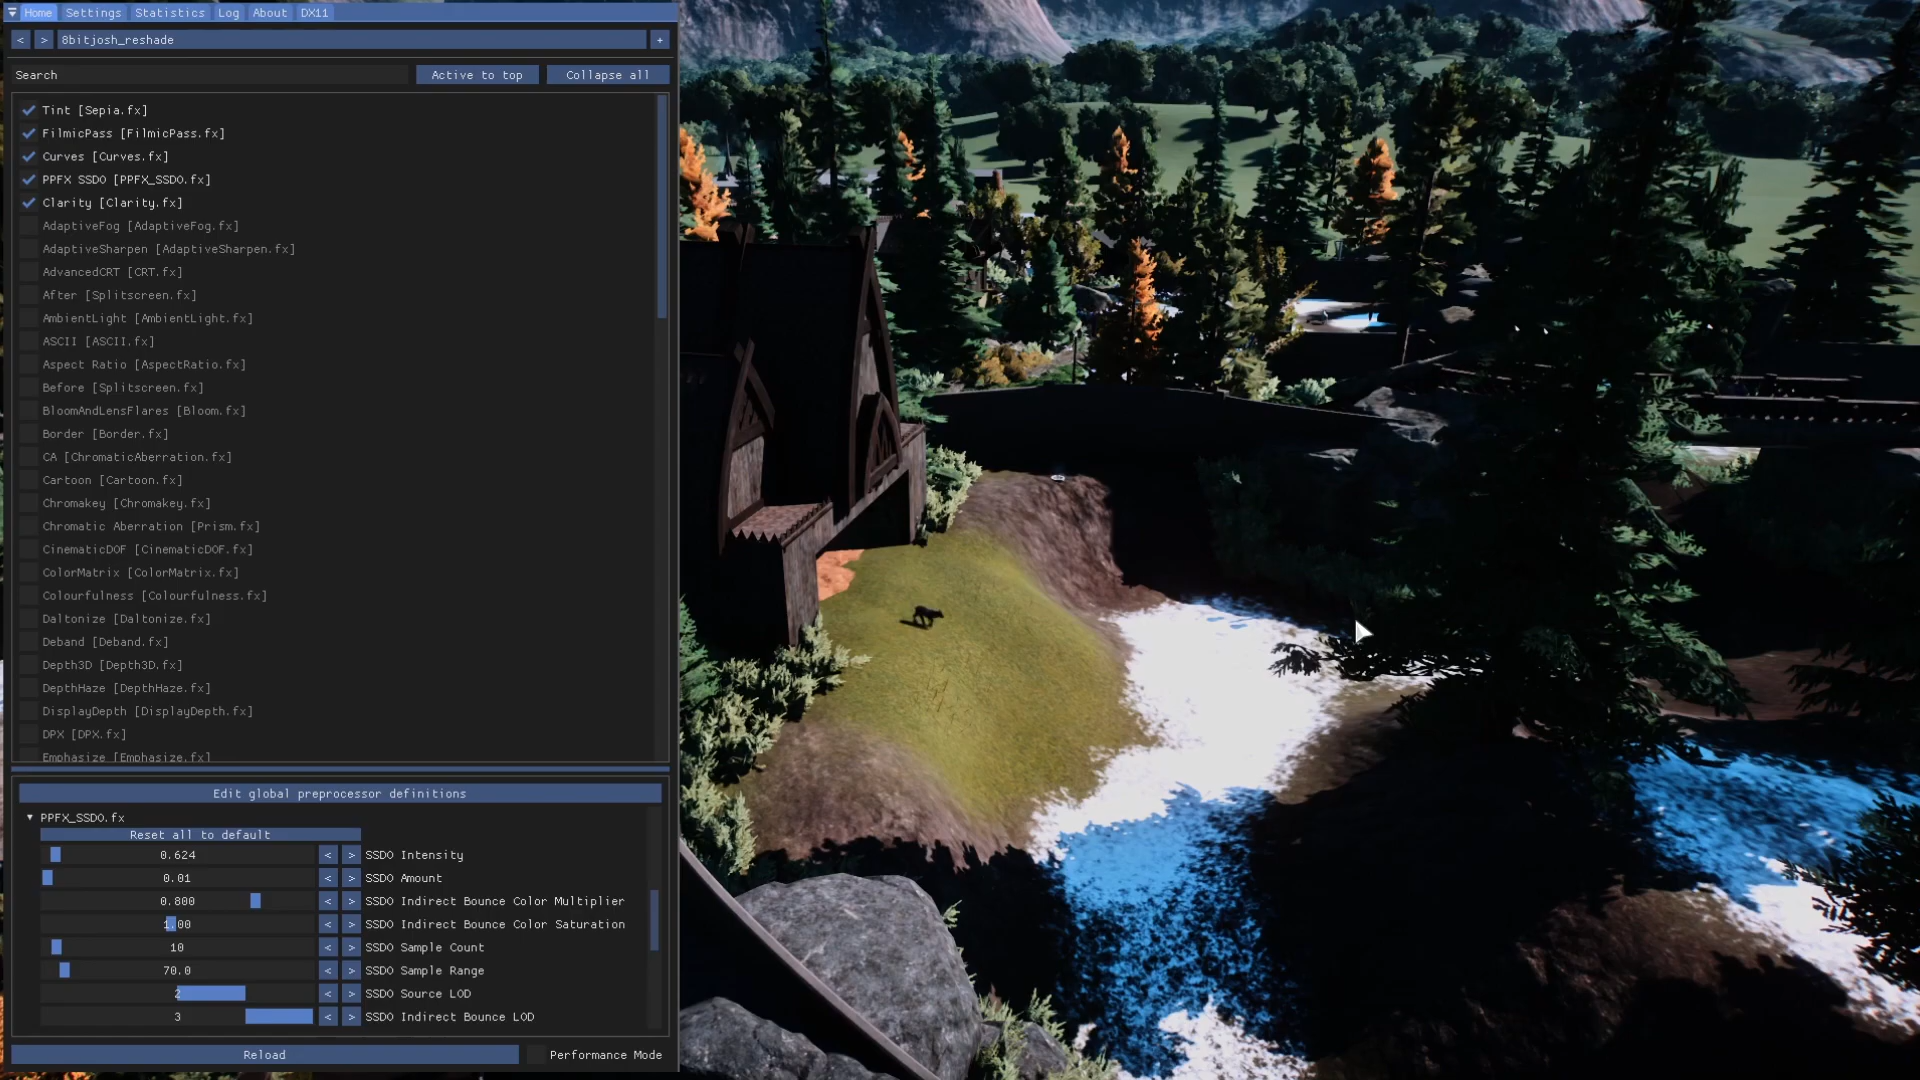 Home Settings Statistics Log About DX11
< > 8bitjosh_reshade +
Search Active to top Collapse all
Tint [Sepia.fx]
FilmicPass [FilmicPass.fx]
Curves [Curves.fx]
PPFX SSDO [PPFX_SSDO.fx]
Clarity [Clarity.fx]
AdaptiveFog [AdaptiveFog.fx]
AdaptiveSharpen [AdaptiveSharpen.fx]
AdvancedCRT [CRT.fx]
After [Splitscreen.fx]
AmbientLight [AmbientLight.fx]
ASCII [ASCII.fx]
Aspect Ratio [AspectRatio.fx]
Before [Splitscreen.fx]
BloomAndLensFlares [Bloom.fx]
Border [Border.fx]
CA [ChromaticAberration.fx]
Cartoon [Cartoon.fx]
Chromakey [Chromakey.fx]
Chromatic Aberration [Prism.fx]
CinematicDOF [CinematicDOF.fx]
ColorMatrix [ColorMatrix.fx]
Colourfulness [Colourfulness.fx]
Daltonize [Daltonize.fx]
Deband [Deband.fx]
Depth3D [Depth3D.fx]
DepthHaze [DepthHaze.fx]
DisplayDepth [DisplayDepth.fx]
DPX [DPX.fx]
Emphasize [Emphasize.fx]
Edit global preprocessor definitions
PPFX_SSDO.fx
Reset all to default
0.624 < > SSDO Intensity
0.01 < > SSDO Amount
0.800 < > SSDO Indirect Bounce Color Multiplier
1.00 < > SSDO Indirect Bounce Color Saturation
10 < > SSDO Sample Count
70.0 < > SSDO Sample Range
2 < > SSDO Source LOD
3 < > SSDO Indirect Bounce LOD
Reload Performance Mode